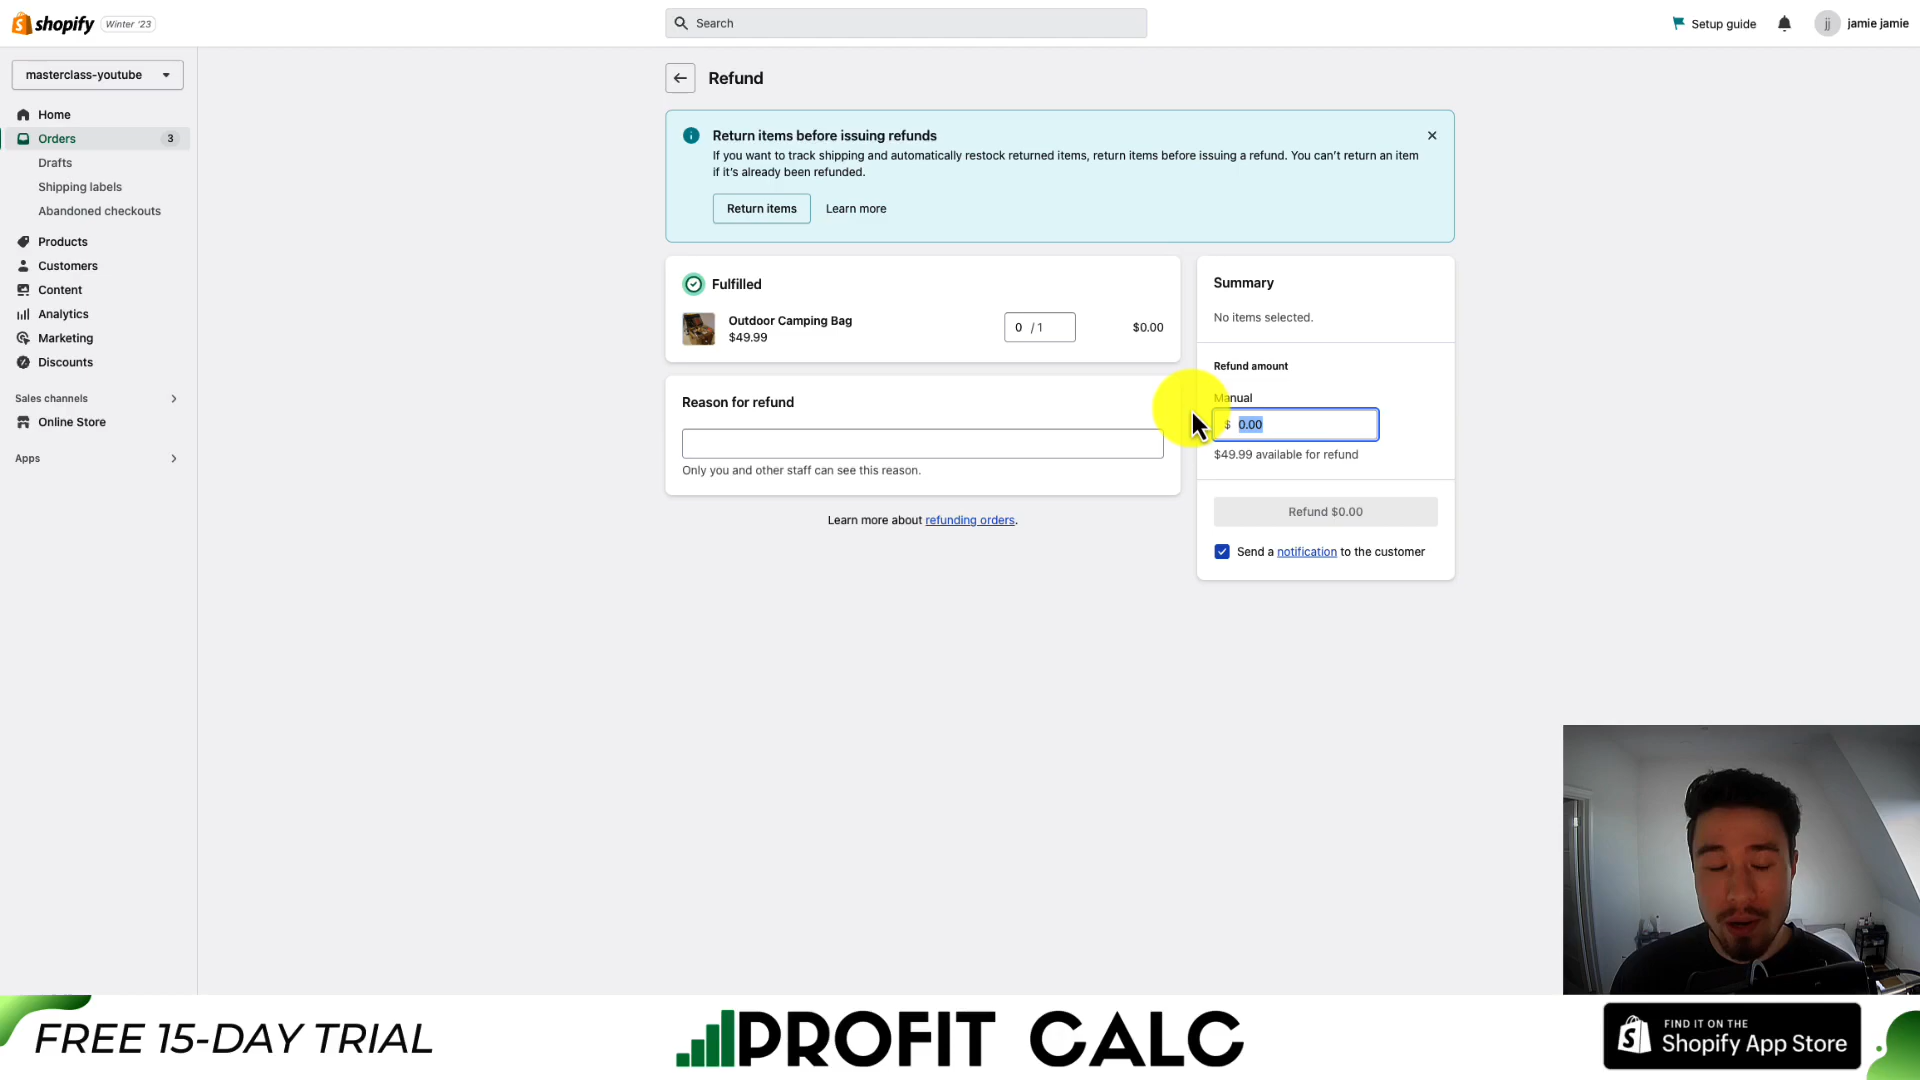 shopify
Winter '23
Search
Setup guide
jj
jamie jamie
masterclass-youtube
Home
Orders
3
Drafts
Shipping labels
Abandoned checkouts
Products
Customers
Content
Analytics
Marketing
Discounts
Sales channels
Online Store
Apps
Refund
Return items before issuing refunds
If you want to track shipping and automatically restock returned items, return items before issuing a refund. You can't return an item
if it's already been refunded.
Return items
Learn more
Fulfilled
Outdoor Camping Bag
$49.99
0 / 1
$0.00
Reason for refund
Only you and other staff can see this reason.
Learn more about refunding orders.
Summary
No items selected.
Refund amount
Manual
$ 0.00
$49.99 available for refund
Refund $0.00
Send a notification to the customer
FREE 15-DAY TRIAL
PROFIT CALC
FIND IT ON THE
Shopify App Store